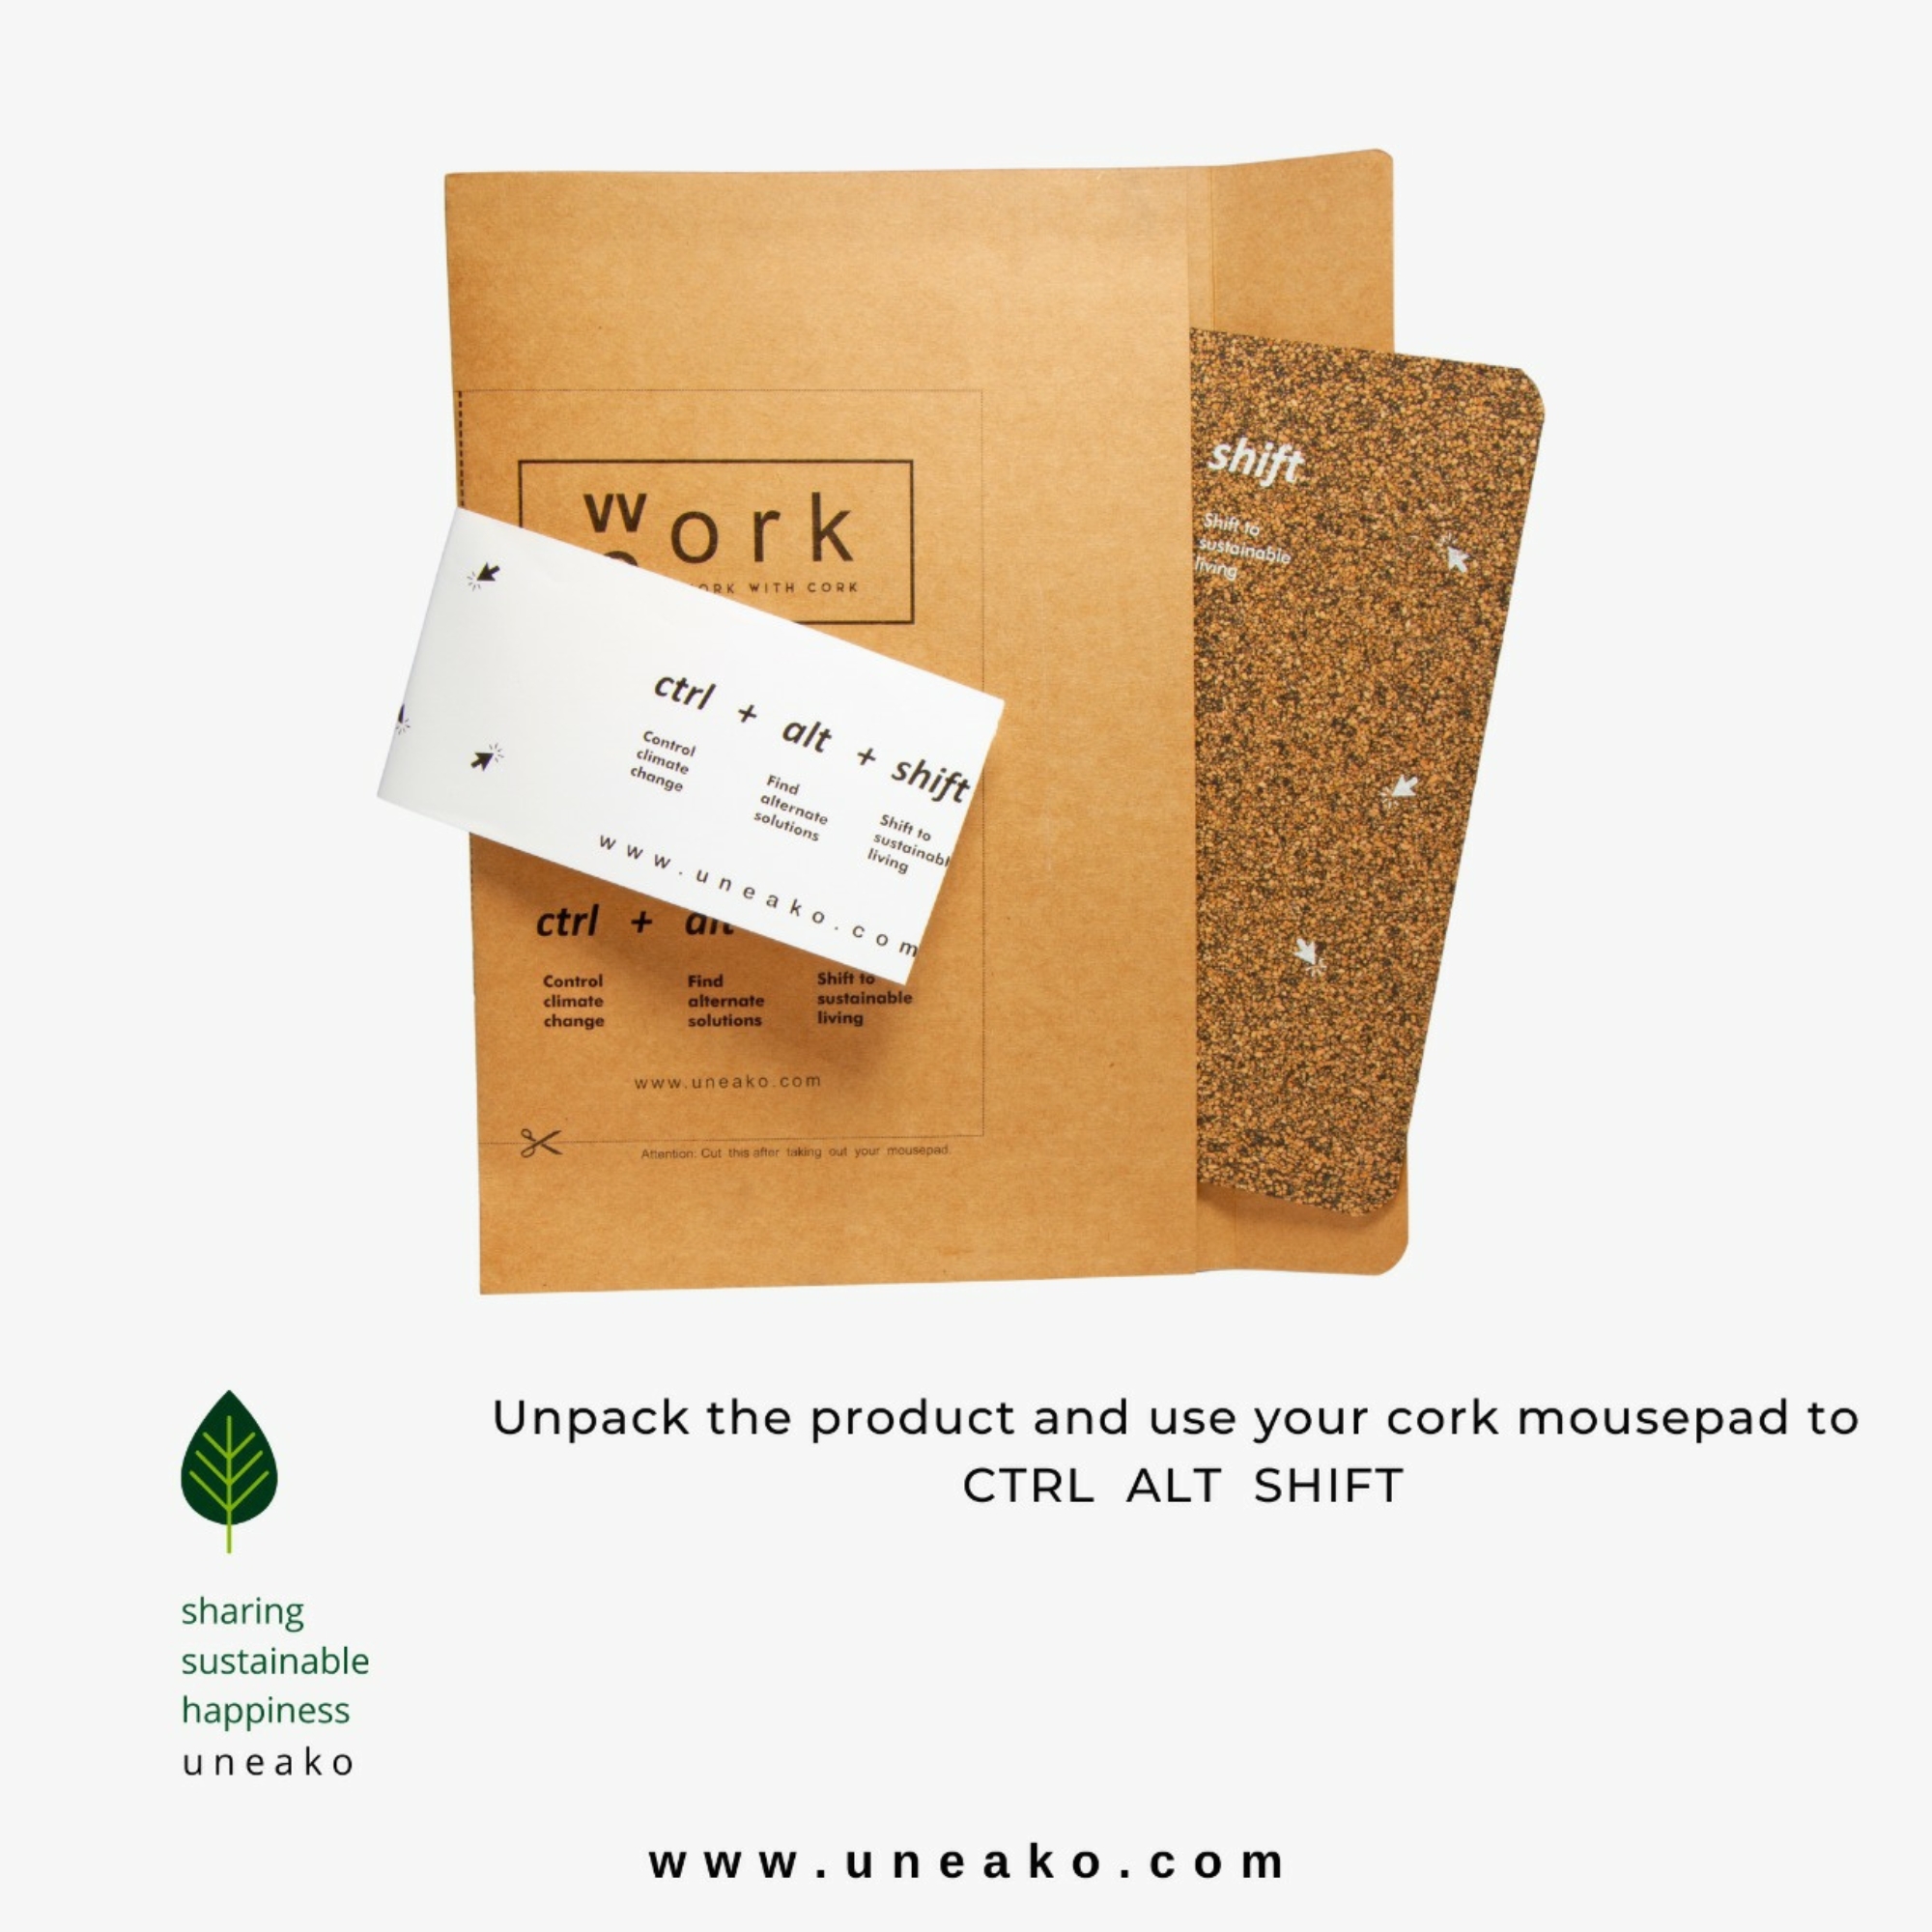 work
WORK WITH CORK
shift
Shift to
sustainable
living
ctrl + alt + shift
Control
climate
change
Find
alternate
solutions
Shift to
living
www.uneako.com
ctrl +
Control
climate
change
Find
alternate
solutions
Shift to
sustainable
living
www.uneako.com
Attention: Cut this after taking out your mousepad.
Unpack the product and use your cork mousepad to
CTRL ALT SHIFT
sharing
sustainable
happiness
uneako
www.uneako.com